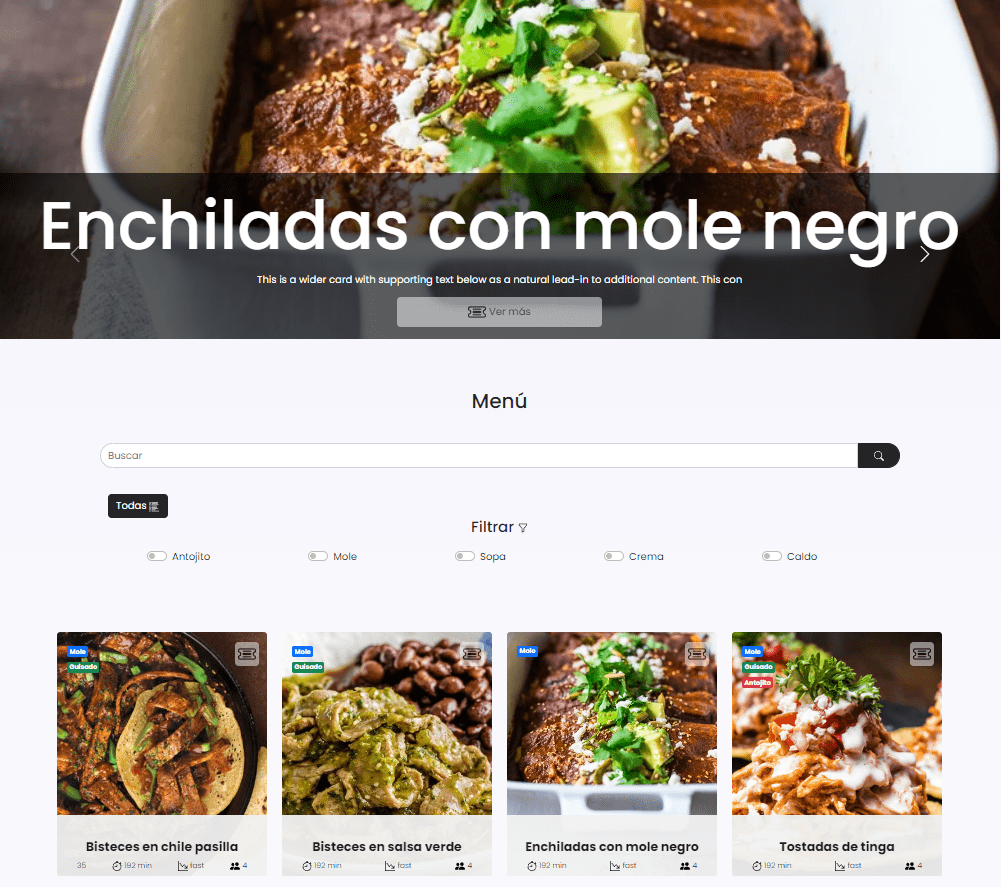 Enchiladas con mole negro
This is a wider card with supporting text below as a natural lead-in to additional content. This con
Ver más
Menú
Buscar
Todas
Filtrar
Antojito Mole Sopa Crema Caldo
Mole
Guisado
Bisteces en chile pasilla
35 192 min fast 4
Mole
Guisado
Bisteces en salsa verde
192 min fast 4
Mole
Enchiladas con mole negro
192 min fast 4
Mole
Guisado
Antojito
Tostadas de tinga
192 min fast 4